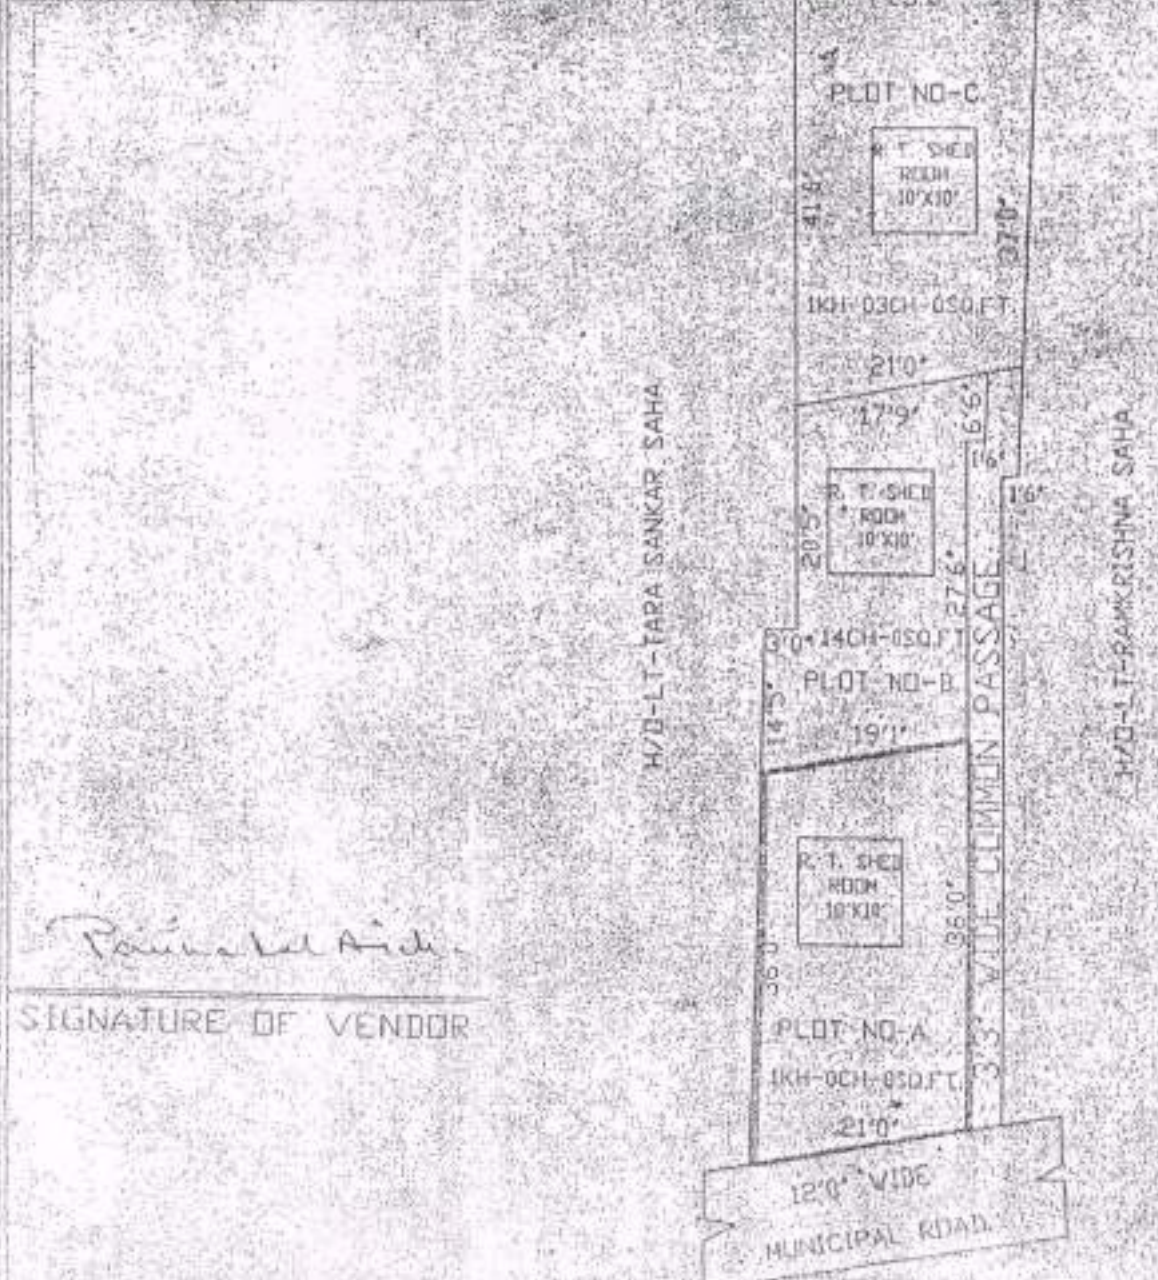 PLOT NO-C
R. T. SHED
ROOM
10'X10'
37'0"
1KH-03CH-0SQ.FT.
21'0"
17'9"
6'6"
1'6"
1'6"
R. T. SHED
ROOM
10'X10'
20'5"
27'6"
3'0"
14CH-0SQ.FT.
PLOT NO-B
14'5"
19'1"
H/O-LT-TARA SANKAR SAHA
H/O-LT-RAMKRISHNA SAHA
3'3" WIDE COMMON PASSAGE
R. T. SHED
ROOM
10'X10'
36'0"
36'0"
PLOT NO-A
1KH-0CH-0SQ.FT.
21'0"
12'0" WIDE
MUNICIPAL ROAD.
SIGNATURE OF VENDOR